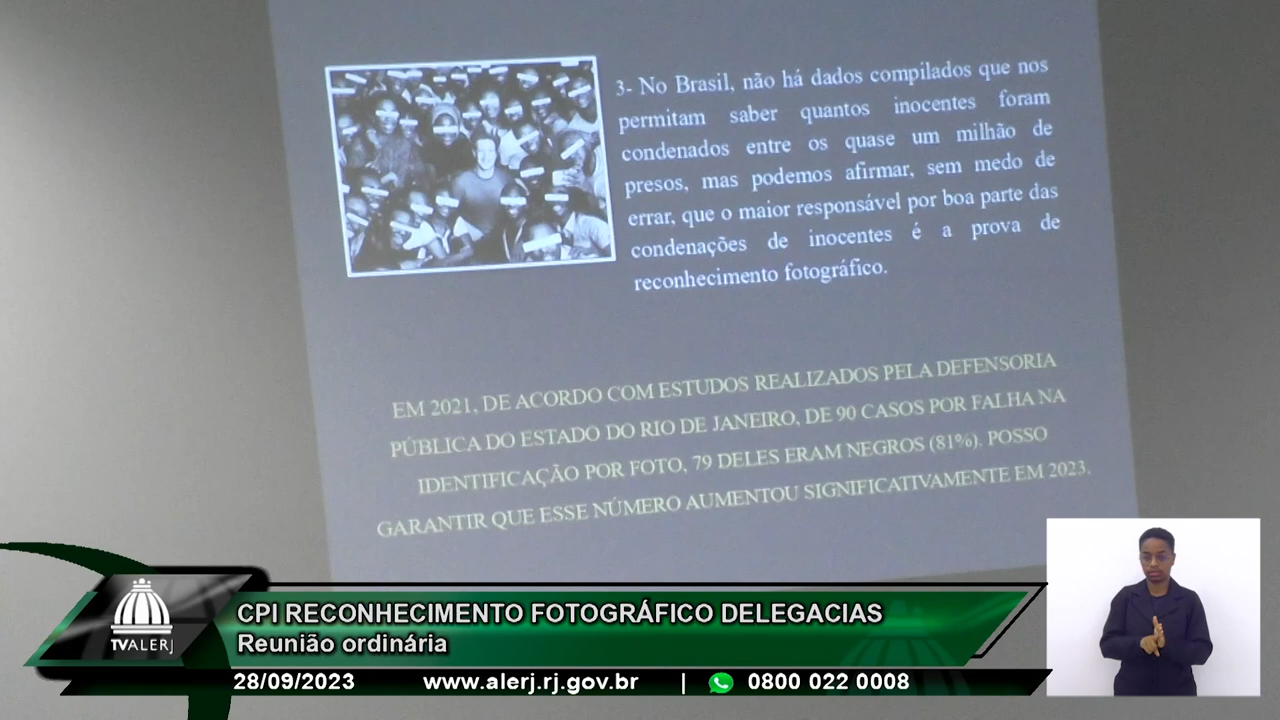 3- No Brasil, não há dados compilados que nos
permitam saber quantos inocentes foram
condenados entre os quase um milhão de
presos, mas podemos afirmar, sem medo de
errar, que o maior responsável por boa parte das
condenações de inocentes é a prova de
reconhecimento fotográfico.
EM 2021, DE ACORDO COM ESTUDOS REALIZADOS PELA DEFENSORIA
PÚBLICA DO ESTADO DO RIO DE JANEIRO, DE 90 CASOS POR FALHA NA
IDENTIFICAÇÃO POR FOTO, 79 DELES ERAM NEGROS (81%). POSSO
GARANTIR QUE ESSE NÚMERO AUMENTOU SIGNIFICATIVAMENTE EM 2023.
TVALERJ
CPI RECONHECIMENTO FOTOGRÁFICO DELEGACIAS
Reunião ordinária
28/09/2023 www.alerj.rj.gov.br | 0800 022 0008